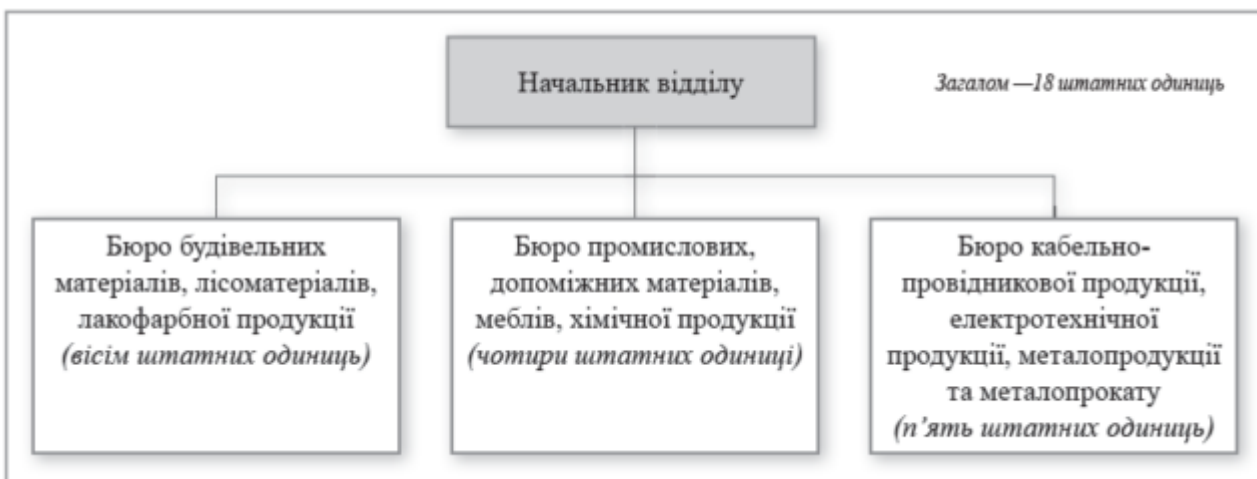 Начальник відділу
Загалом —18 штатних одиниць
Бюро будівельних
матеріалів, лісоматеріалів,
лакофарбної продукції
(вісім штатних одиниць)
Бюро промислових,
допоміжних матеріалів,
меблів, хімічної продукції
(чотири штатних одиниці)
Бюро кабельно-
провідникової продукції,
електротехнічної
продукції, металопродукції
та металопрокату
(п’ять штатних одиниць)